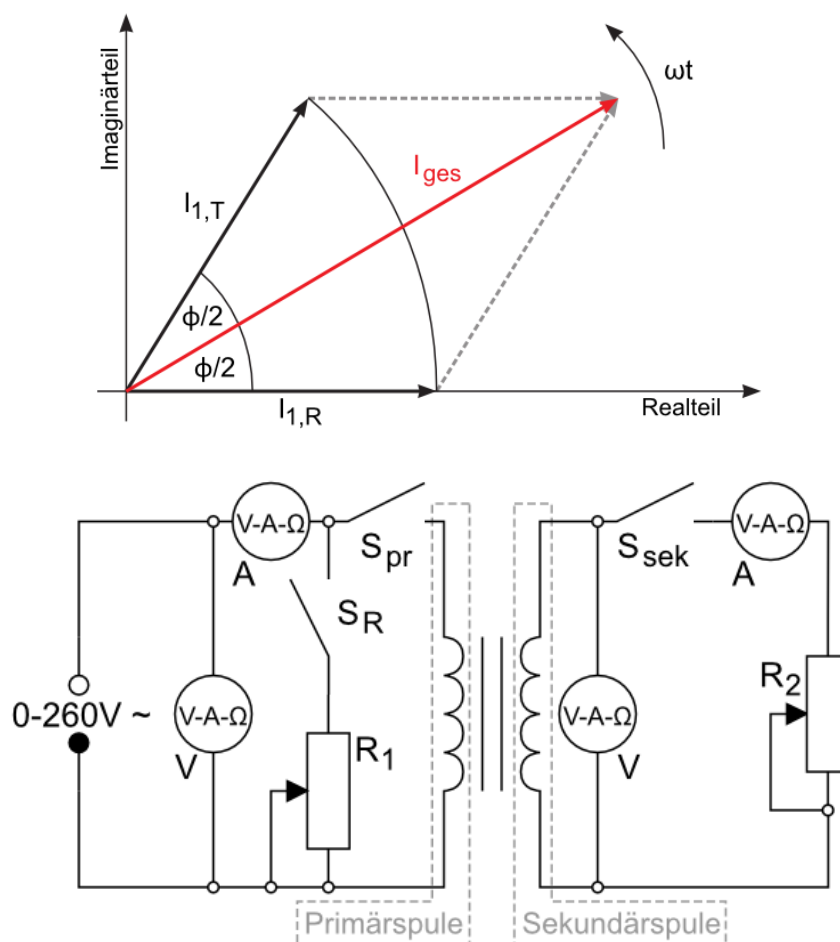 Imaginärteil
ωt
I1,T
Iges
ϕ/2
ϕ/2
I1,R
Realteil
V-A-Ω
A
Spr
SR
Ssek
V-A-Ω
A
0-260V ~
V-A-Ω
V
R1
V-A-Ω
V
R2
Primärspule
Sekundärspule